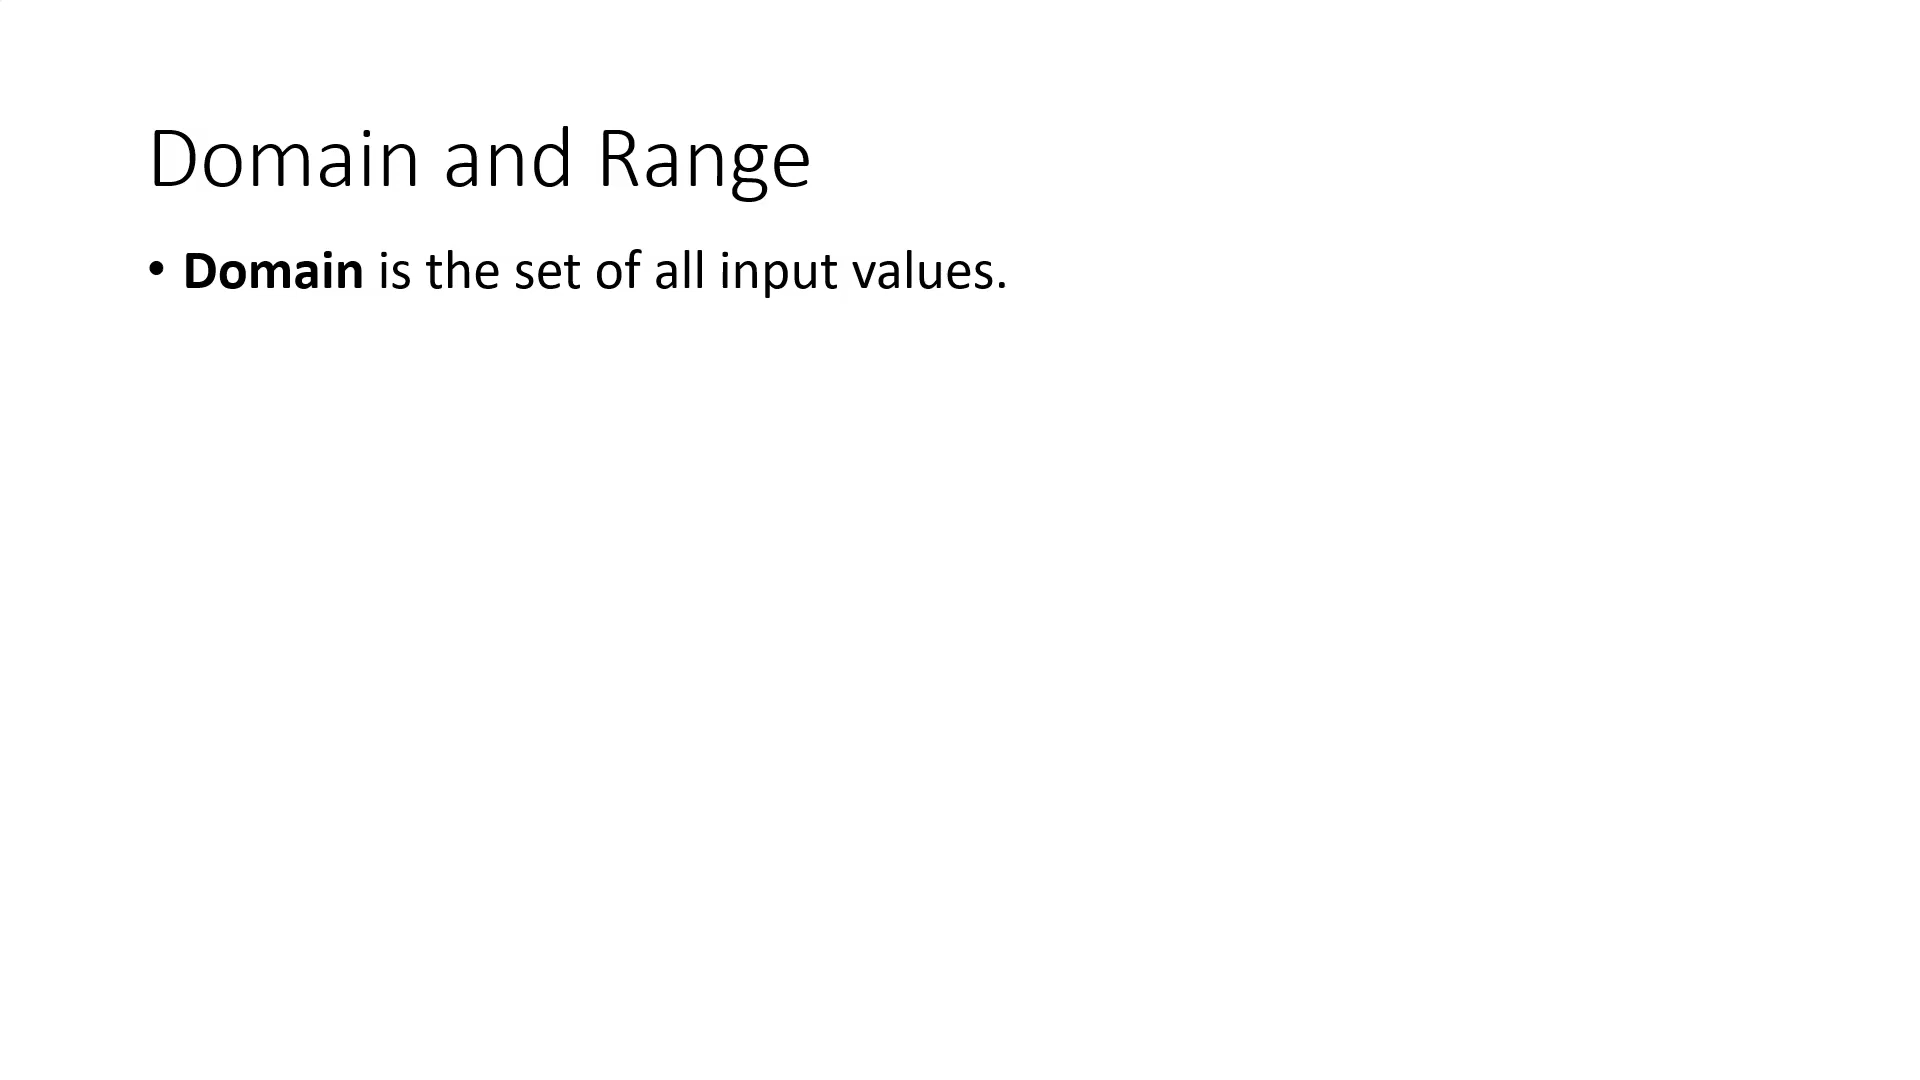 Domain and Range
• Domain is the set of all input values.